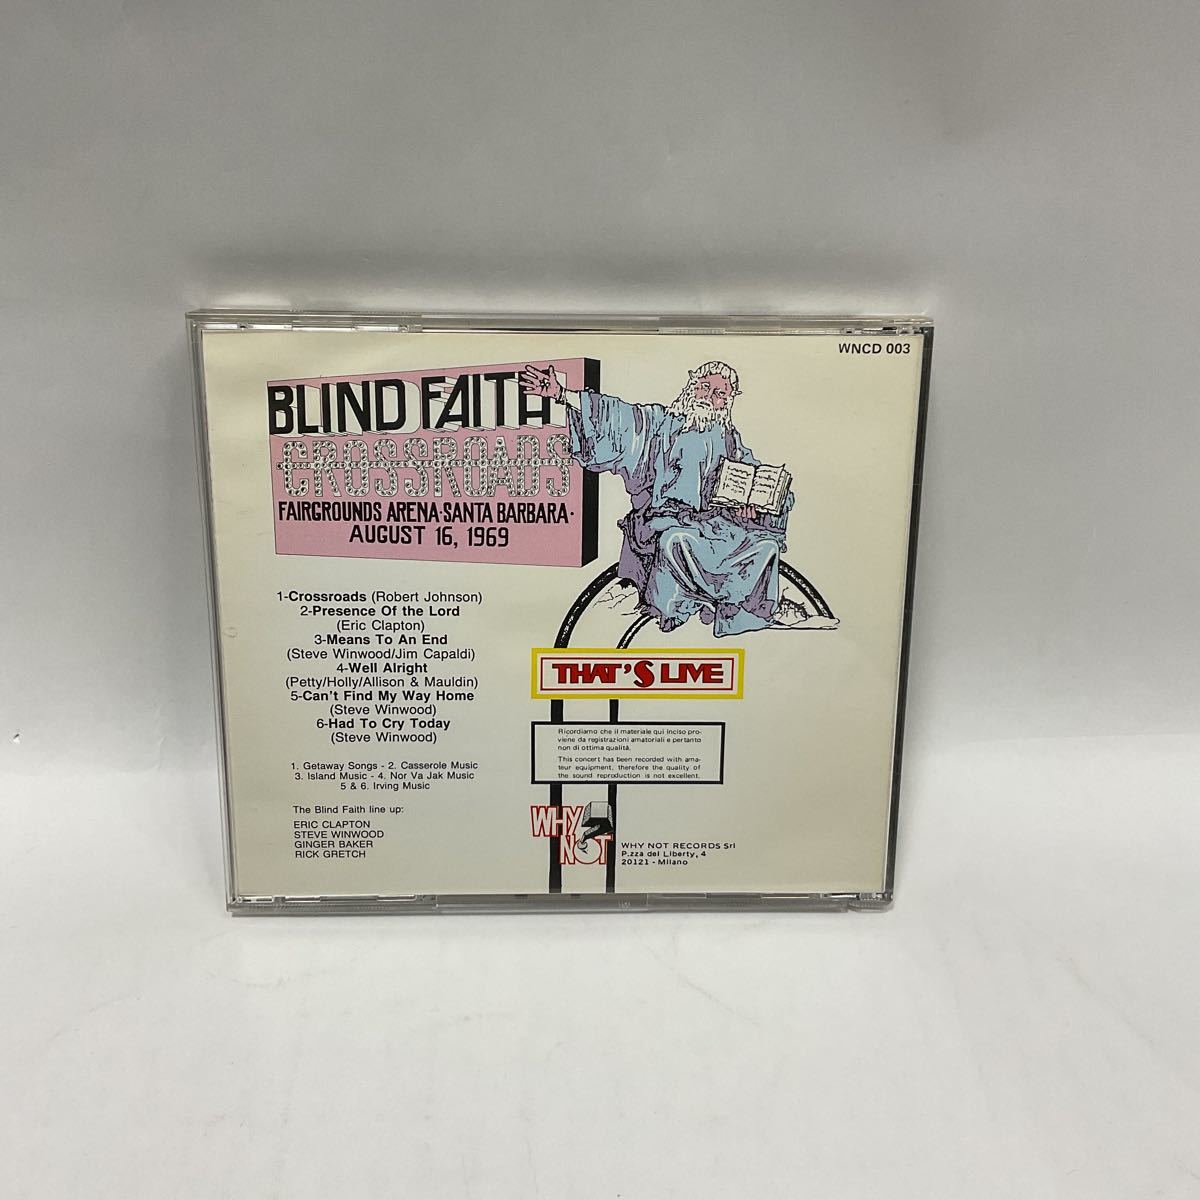 WNCD 003
BLIND FAITH
CROSSROADS
FAIRGROUNDS ARENA·SANTA BARBARA·
AUGUST 16, 1969
1-Crossroads (Robert Johnson)
2-Presence Of the Lord
(Eric Clapton)
3-Means To An End
(Steve Winwood/Jim Capaldi)
4-Well Alright
(Petty/Holly/Allison & Mauldin)
5-Can't Find My Way Home
(Steve Winwood)
6-Had To Cry Today
(Steve Winwood)
1. Getaway Songs - 2. Casserole Music
3. Island Music - 4. Nor Va Jak Music
5 & 6. Irving Music
The Blind Faith line up:
ERIC CLAPTON
STEVE WINWOOD
GINGER BAKER
RICK GRETCH
THAT'S LIVE
Ricordiamo che il materiale qui inciso pro-
viene da registrazioni amatoriali e pertanto
non di ottima qualità.
This concert has been recorded with ama-
teur equipment, therefore the quality of
the sound reproduction is not excellent.
WHY
NOT
WHY NOT RECORDS Srl
P.zza del Liberty, 4
20121 - Milano